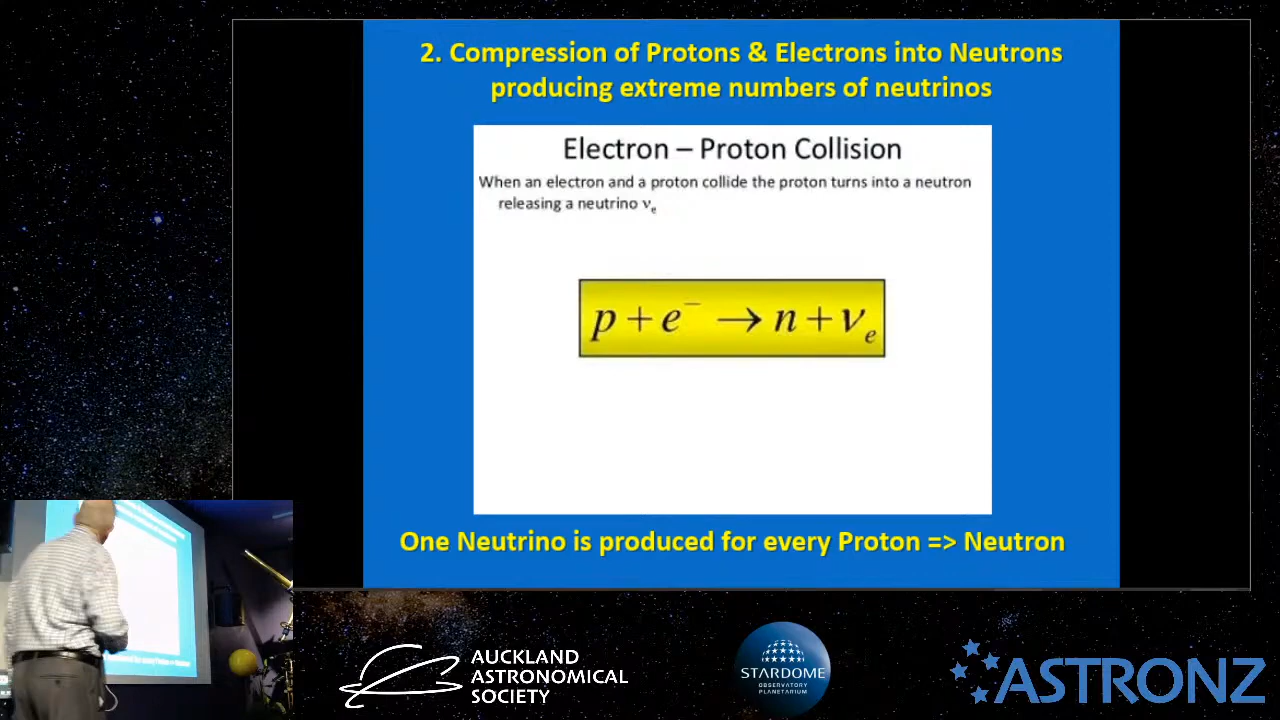 2. Compression of Protons & Electrons into Neutrons
producing extreme numbers of neutrinos
Electron – Proton Collision
When an electron and a proton collide the proton turns into a neutron
releasing a neutrino νe
p + e⁻ → n + νe
One Neutrino is produced for every Proton => Neutron
AUCKLAND
ASTRONOMICAL
SOCIETY
STARDOME
OBSERVATORY
PLANETARIUM
ASTRONZ